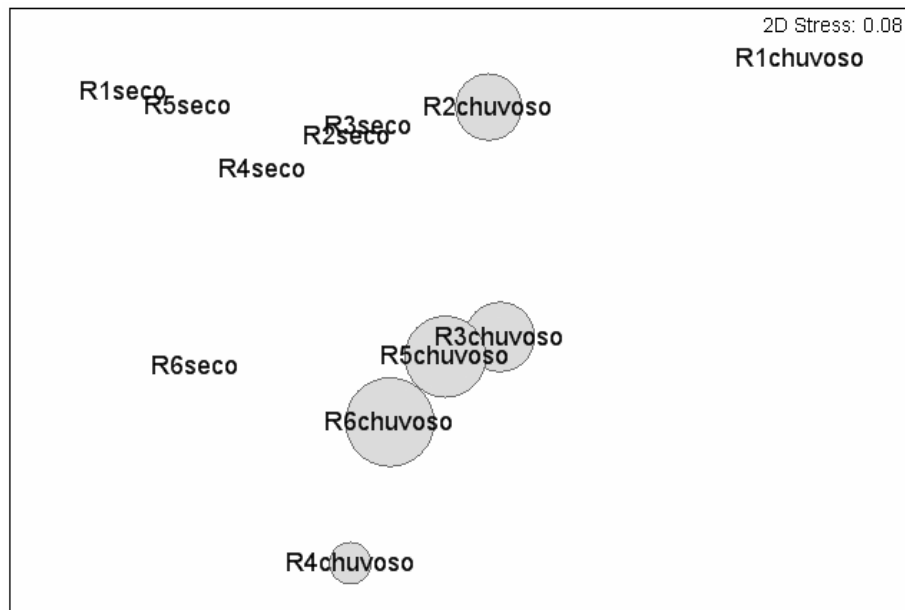 2D Stress: 0.08
R1chuvoso
R1seco
R5seco
R2chuvoso
R3seco
R2seco
R4seco
R3chuvoso
R5chuvoso
R6seco
R6chuvoso
R4chuvoso